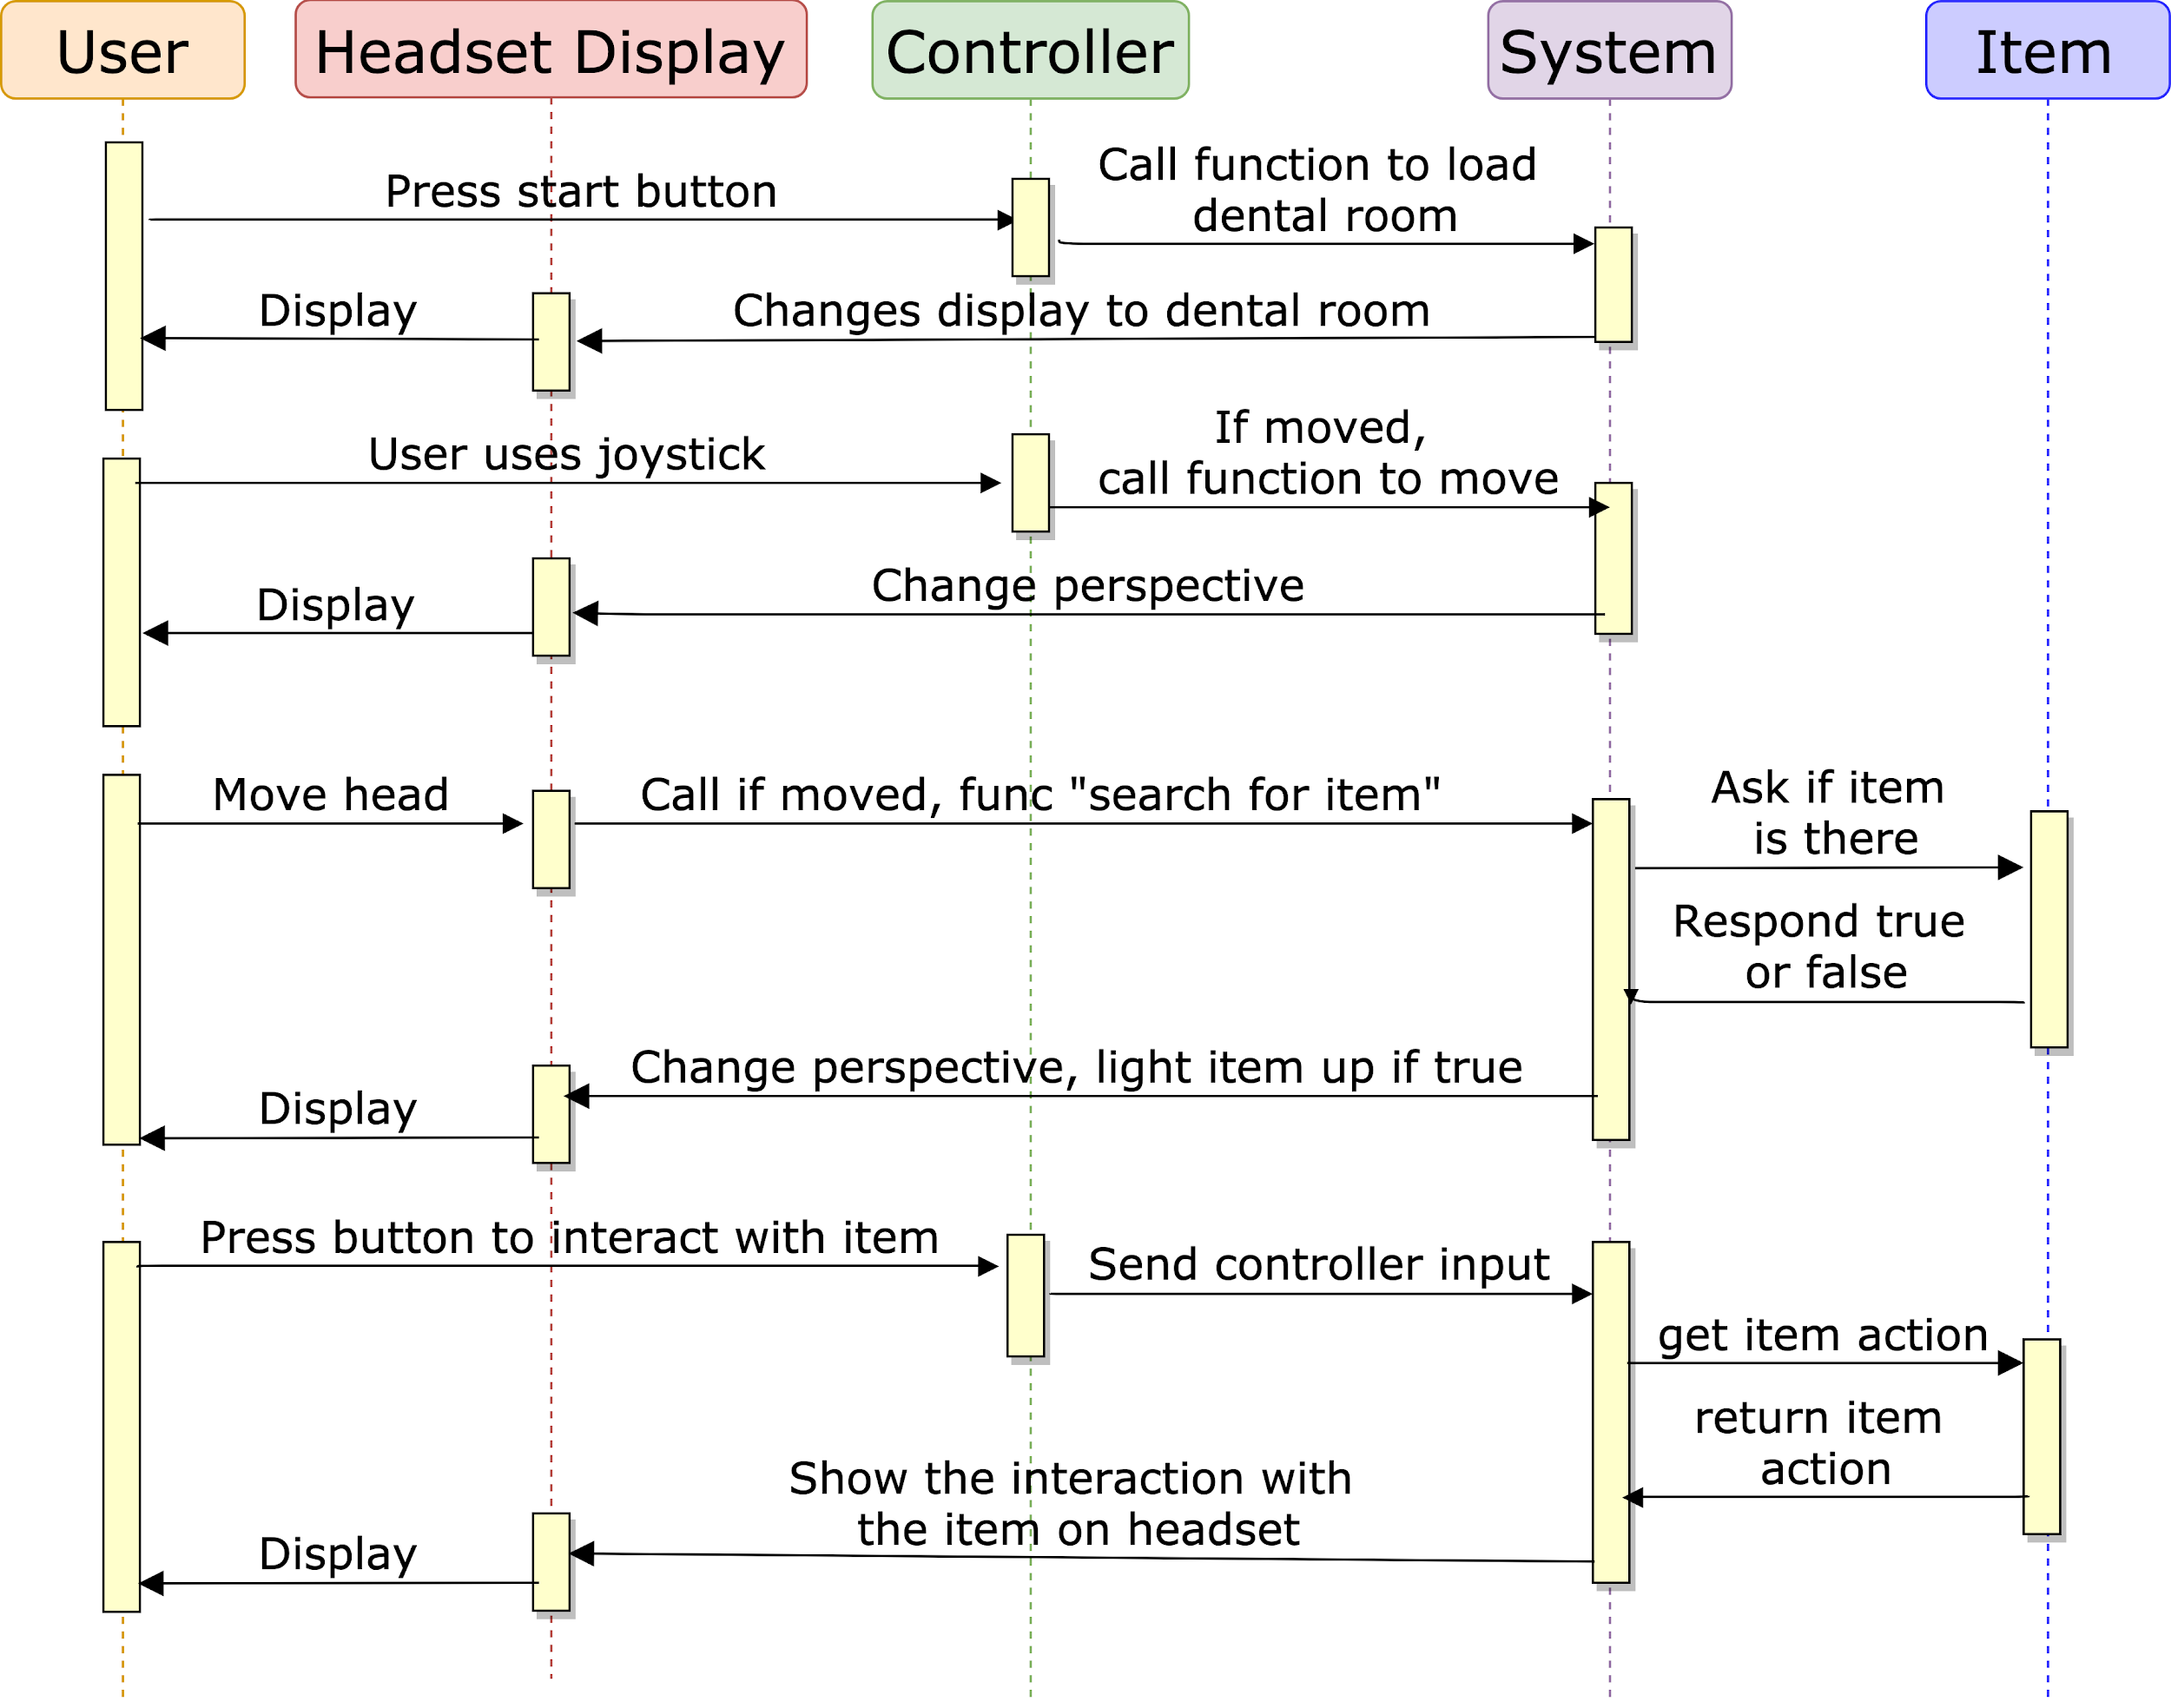 User
Headset Display
Controller
System
Item
Call function to load
dental room
Press start button
Display
Changes display to dental room
If moved,
call function to move
User uses joystick
Change perspective
Display
Move head
Call if moved, func "search for item"
Ask if item
is there
Respond true
or false
Change perspective, light item up if true
Display
Press button to interact with item
Send controller input
get item action
return item
action
Show the interaction with
the item on headset
Display